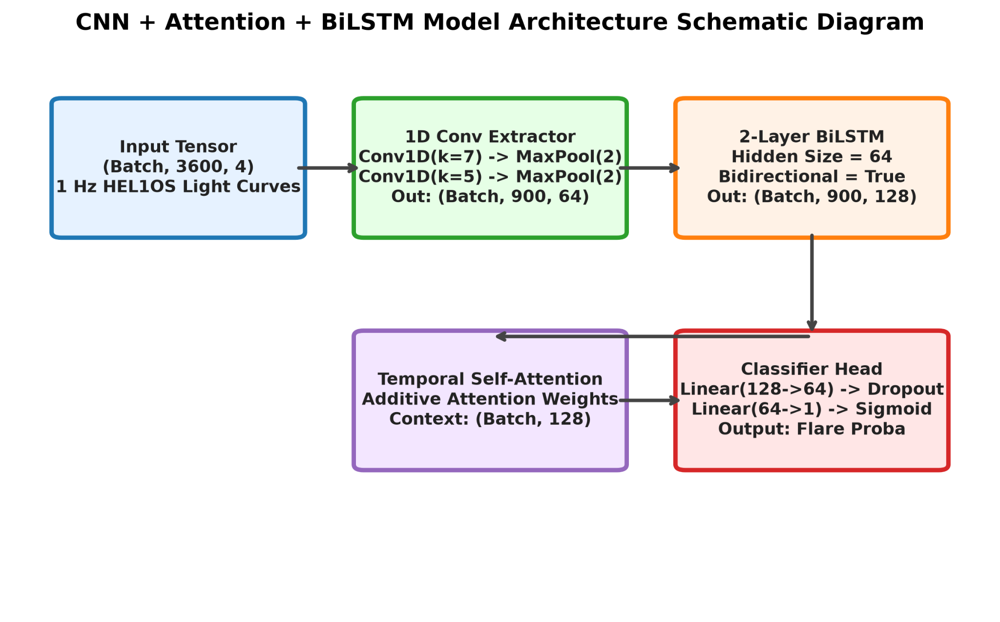 CNN + Attention + BiLSTM Model Architecture Schematic Diagram
Input Tensor
(Batch, 3600, 4)
1 Hz HEL1OS Light Curves
1D Conv Extractor
Conv1D(k=7) -> MaxPool(2)
Conv1D(k=5) -> MaxPool(2)
Out: (Batch, 900, 64)
2-Layer BiLSTM
Hidden Size = 64
Bidirectional = True
Out: (Batch, 900, 128)
Temporal Self-Attention
Additive Attention Weights
Context: (Batch, 128)
Classifier Head
Linear(128->64) -> Dropout
Linear(64->1) -> Sigmoid
Output: Flare Proba